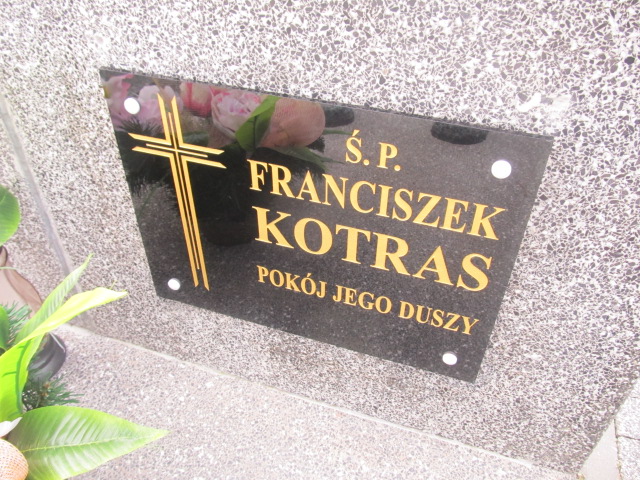 Ś. P.
FRANCISZEK
KOTRAS
POKÓJ JEGO DUSZY